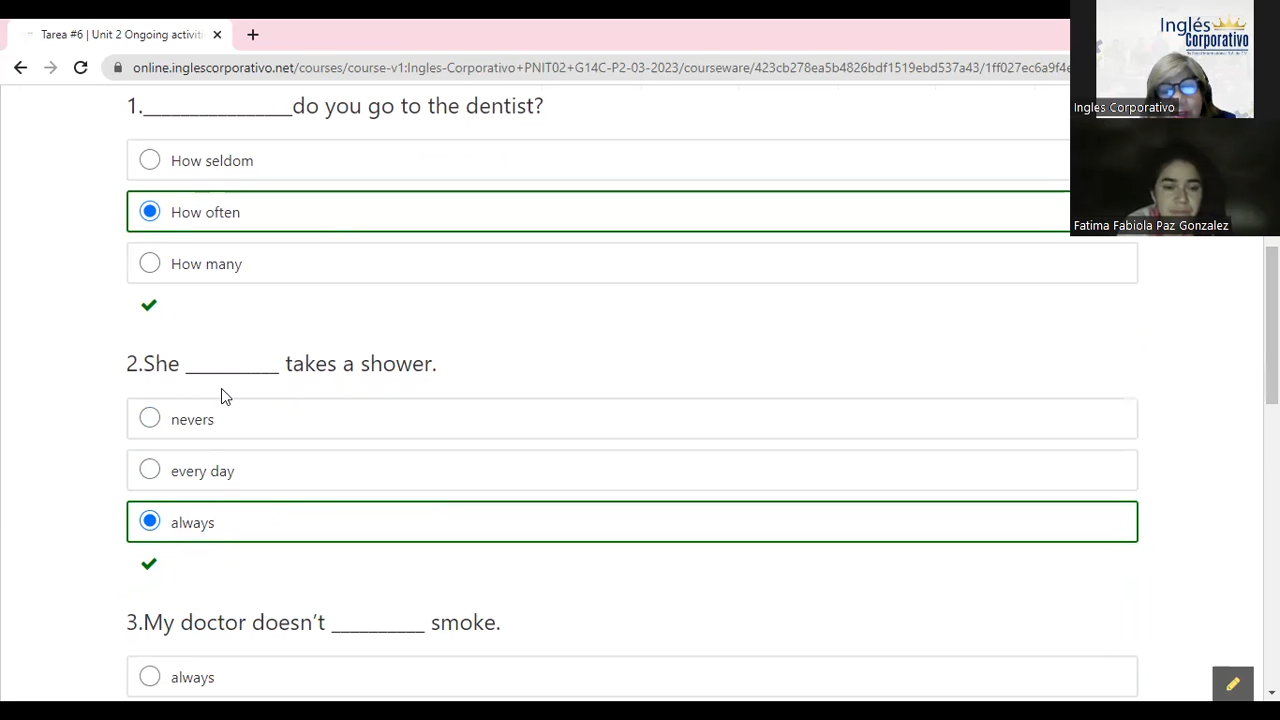 Tarea #6 | Unit 2 Ongoing activiti
online.inglescorporativo.net/courses/course-v1:Ingles-Corporativo+PNIT02+G14C-P2-03-2023/courseware/423cb278ea5b4826bdf1519ebd537a43/1ff027ec6a9f4e
Inglés
Corporativo
Ingles Corporativo
Fatima Fabiola Paz Gonzalez
1.________________do you go to the dentist?
How seldom
How often
How many
2.She __________ takes a shower.
nevers
every day
always
3.My doctor doesn’t __________ smoke.
always